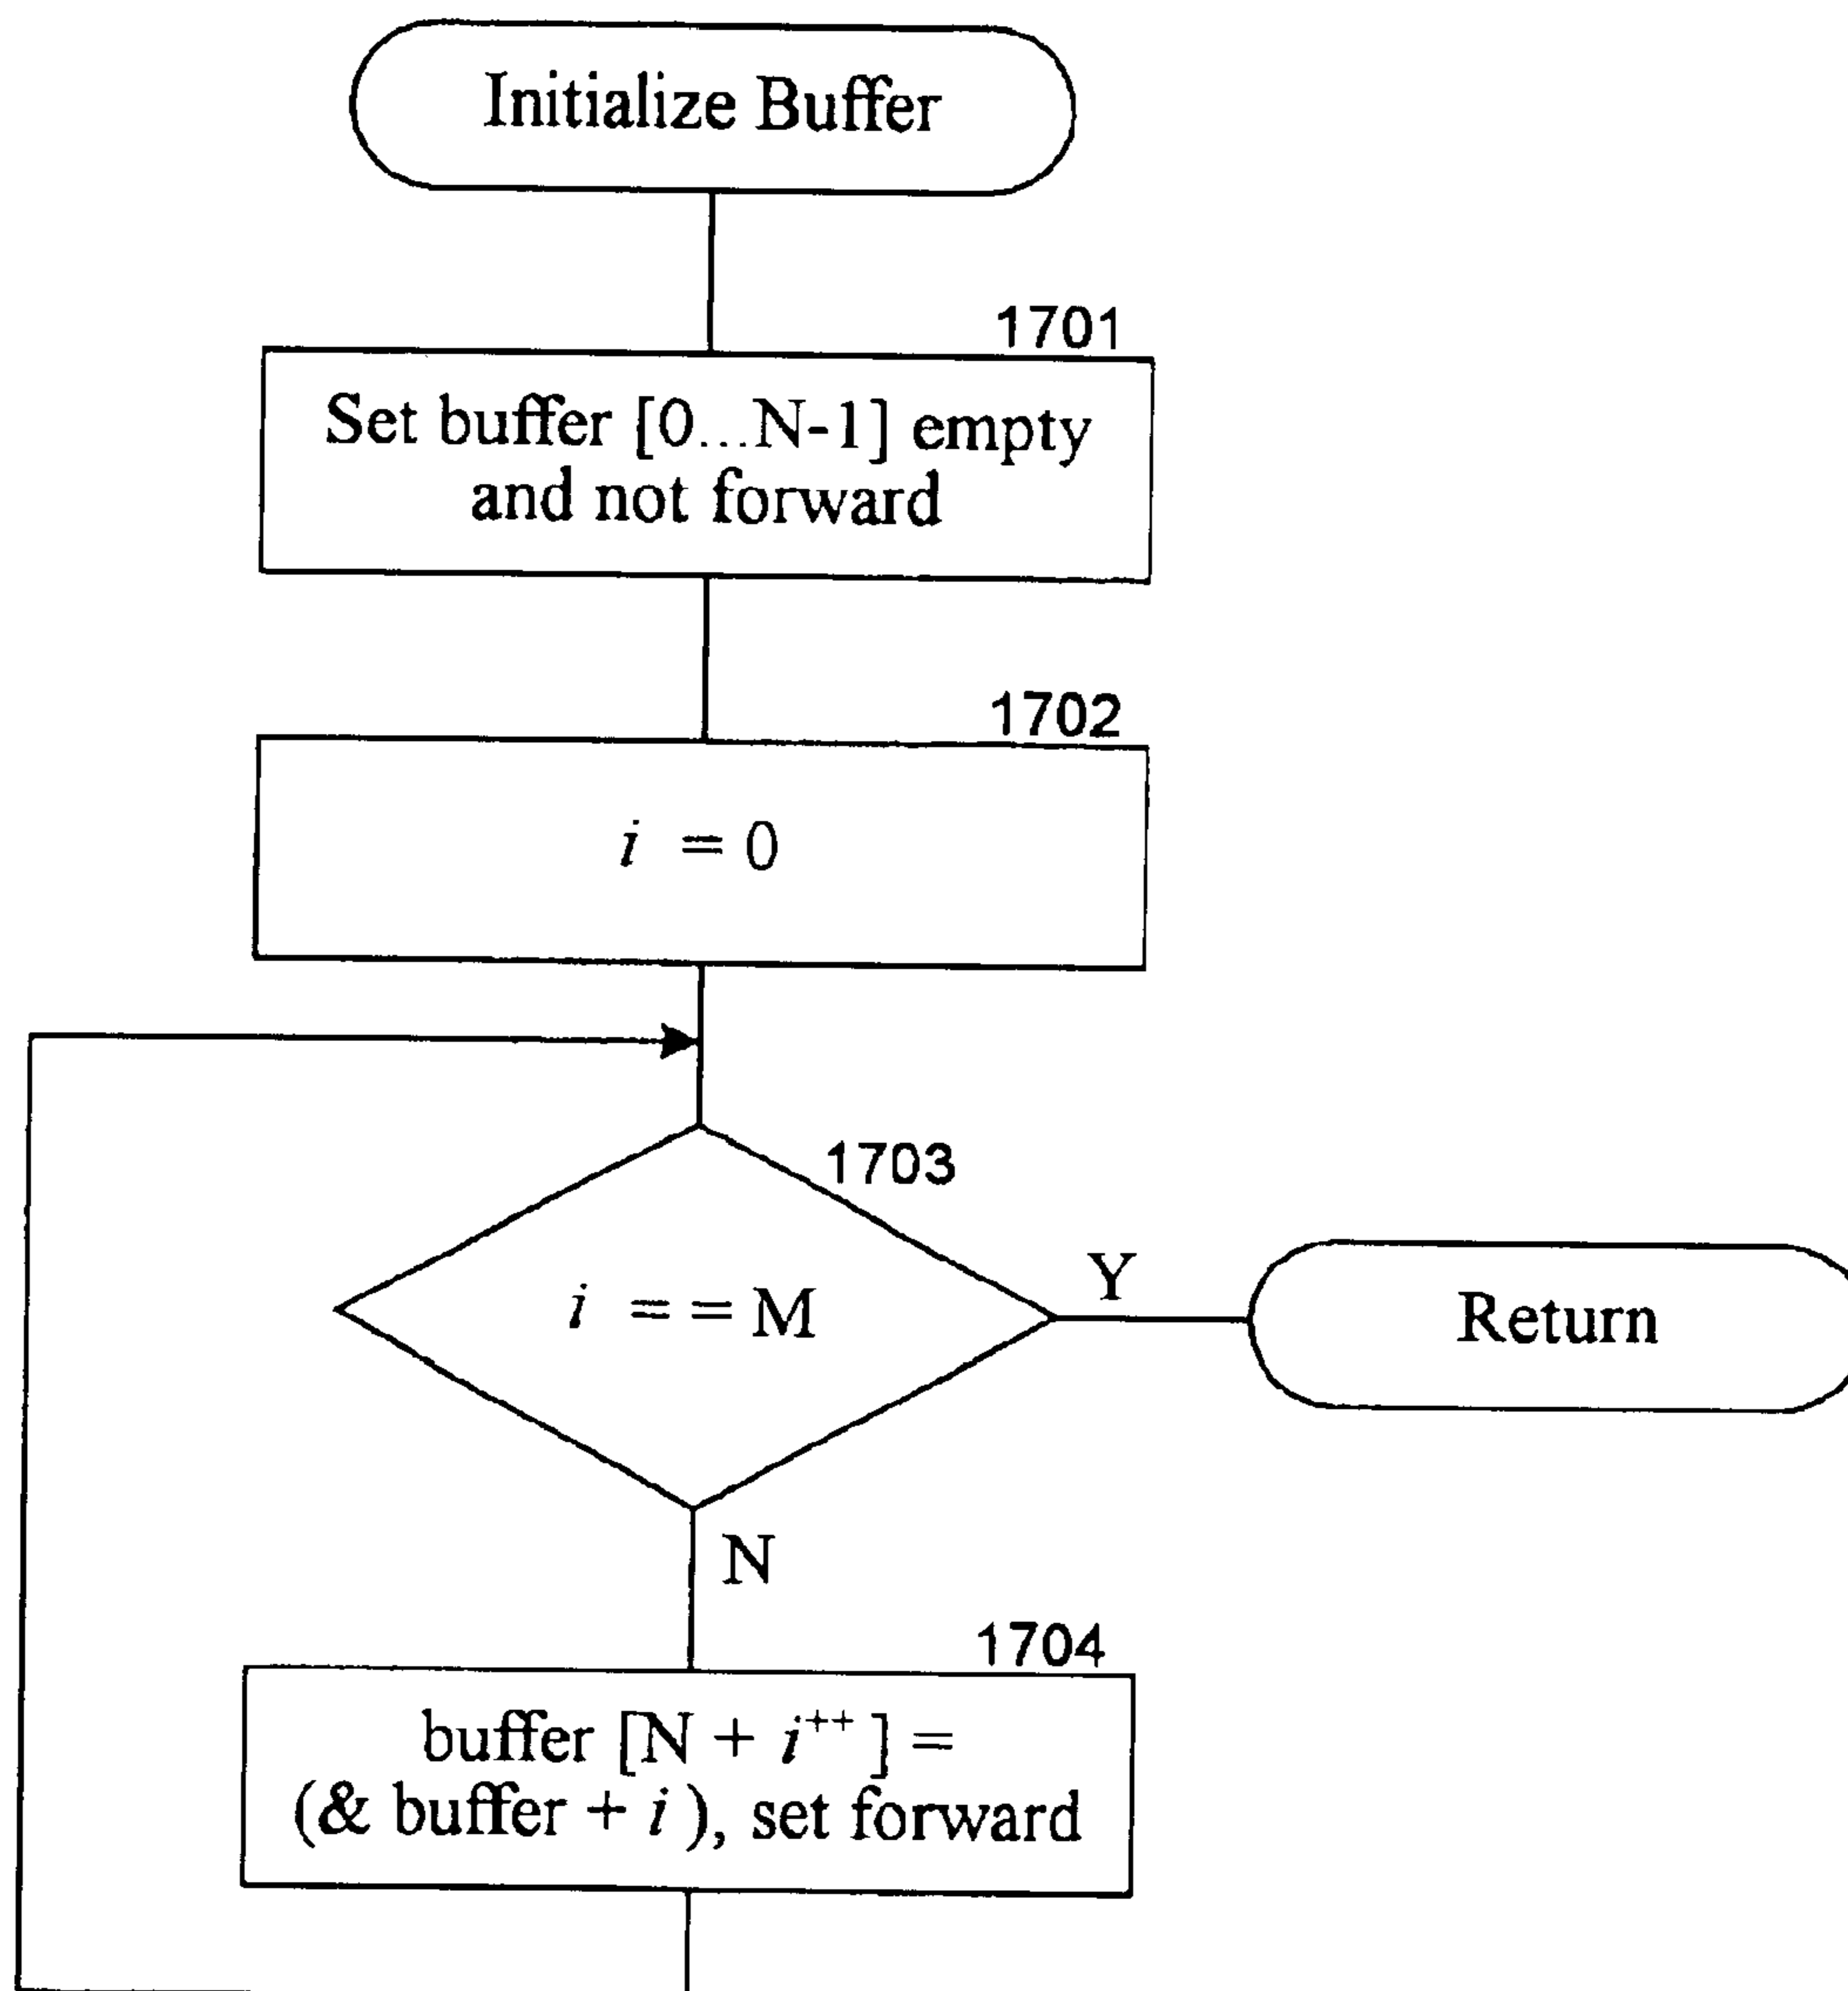 Initialize Buffer
1701
Set buffer [0...N-1] empty
and not forward
1702
i = 0
1703
i == M
Y
Return
N
1704
buffer [N + i++] =
(& buffer + i), set forward